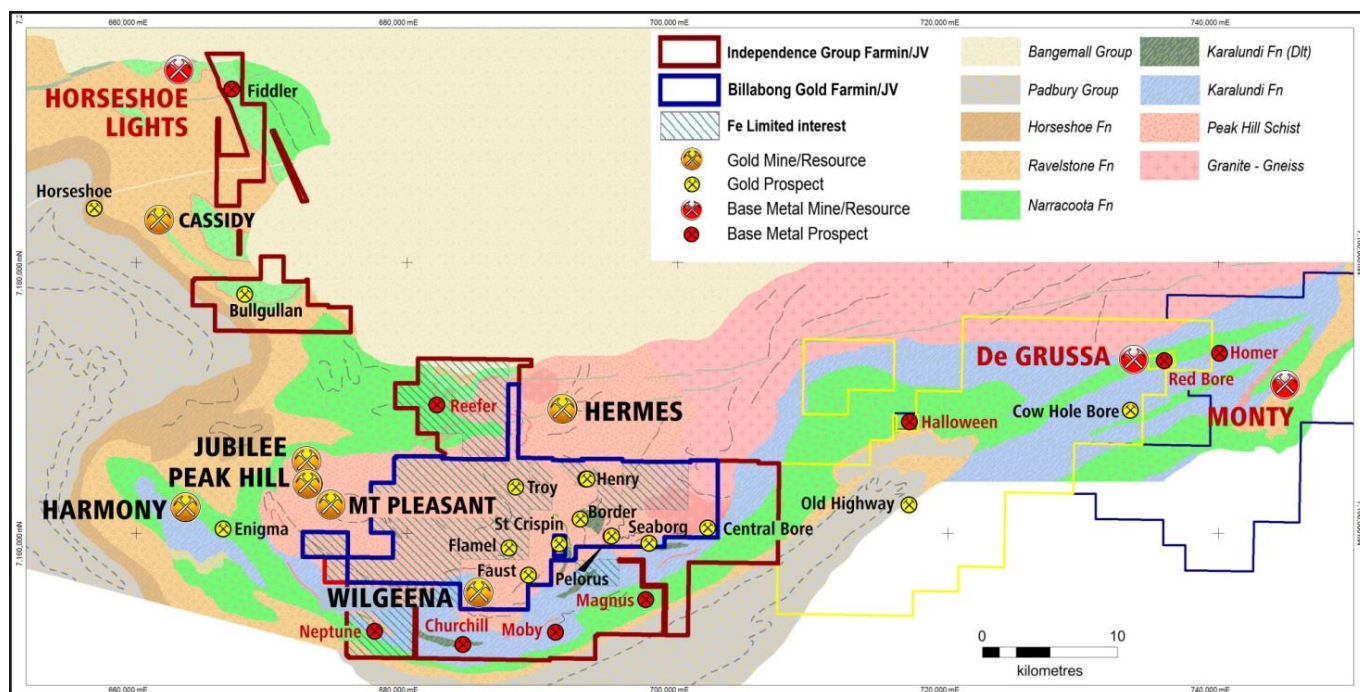 660,000 mE
680,000 mE
700,000 mE
720,000 mE
740,000 mE
Independence Group Farmin/JV
Billabong Gold Farmin/JV
Fe Limited interest
Gold Mine/Resource
Gold Prospect
Base Metal Mine/Resource
Base Metal Prospect
Bangemall Group
Padbury Group
Horseshoe Fn
Ravelstone Fn
Narracoota Fn
Karalundi Fn (Dlt)
Karalundi Fn
Peak Hill Schist
Granite - Gneiss
HORSESHOE
LIGHTS
Fiddler
Horseshoe
CASSIDY
7,180,000 mN
Bullgullan
De GRUSSA
Homer
Red Bore
MONTY
Cow Hole Bore
Reefer
HERMES
Halloween
JUBILEE
PEAK HILL
HARMONY
MT PLEASANT
Enigma
Troy
Henry
Border
St Crispin
Seaborg
Central Bore
Old Highway
Flamel
Faust
Pelorus
7,160,000 mN
WILGEENA
Magnus
Neptune
Churchill
Moby
0
10
kilometres
660,000 mE
680,000 mE
700,000 mE
720,000 mE
740,000 mE